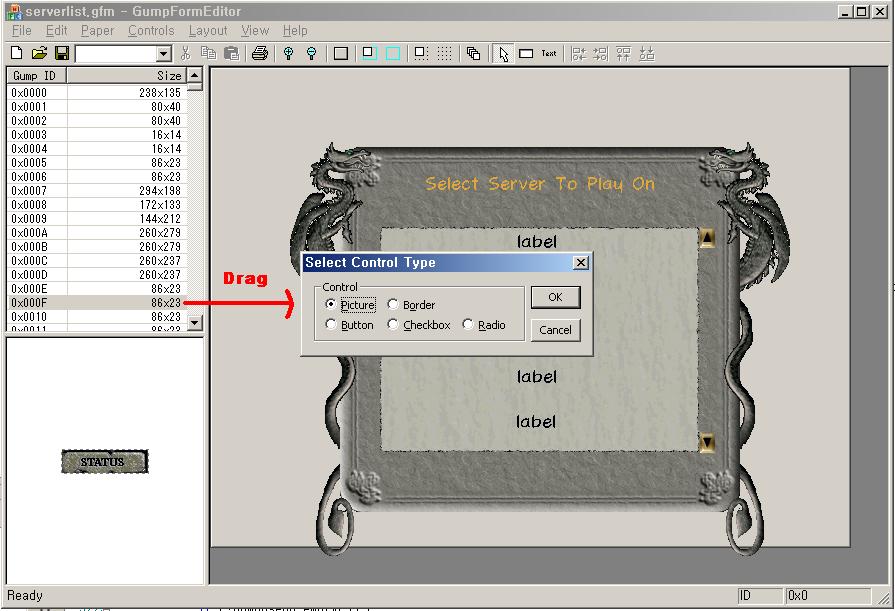 serverlist.gfm - GumpFormEditor
File Edit Paper Controls Layout View Help
Text
Gump ID Size
0x0000 238x135
0x0001 80x40
0x0002 80x40
0x0003 16x14
0x0004 16x14
0x0005 86x23
0x0006 86x23
0x0007 294x198
0x0008 172x133
0x0009 144x212
0x000A 260x279
0x000B 260x279
0x000C 260x237
0x000D 260x237
0x000E 86x23
0x000F 86x23
0x0010 86x23
0x0011 86x23
Drag
Select Server To Play On
label
Select Control Type
Control
Picture Border
Button Checkbox Radio
OK
Cancel
label
label
STATUS
Ready ID 0x0